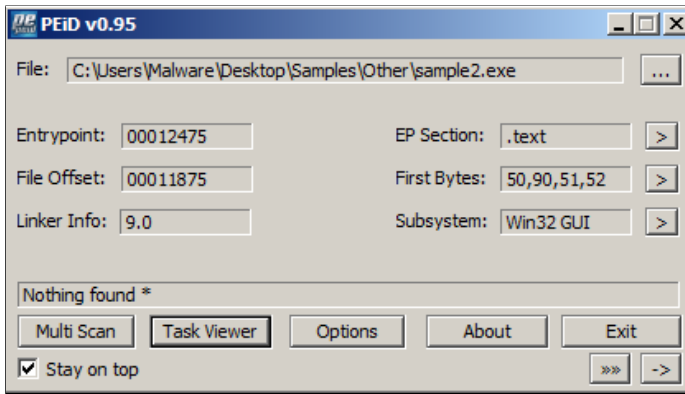 PEiD v0.95
File: C:\Users\Malware\Desktop\Samples\Other\sample2.exe ...
Entrypoint: 00012475 EP Section: .text >
File Offset: 00011875 First Bytes: 50,90,51,52 >
Linker Info: 9.0 Subsystem: Win32 GUI >
Nothing found *
Multi Scan Task Viewer Options About Exit
Stay on top »» ->